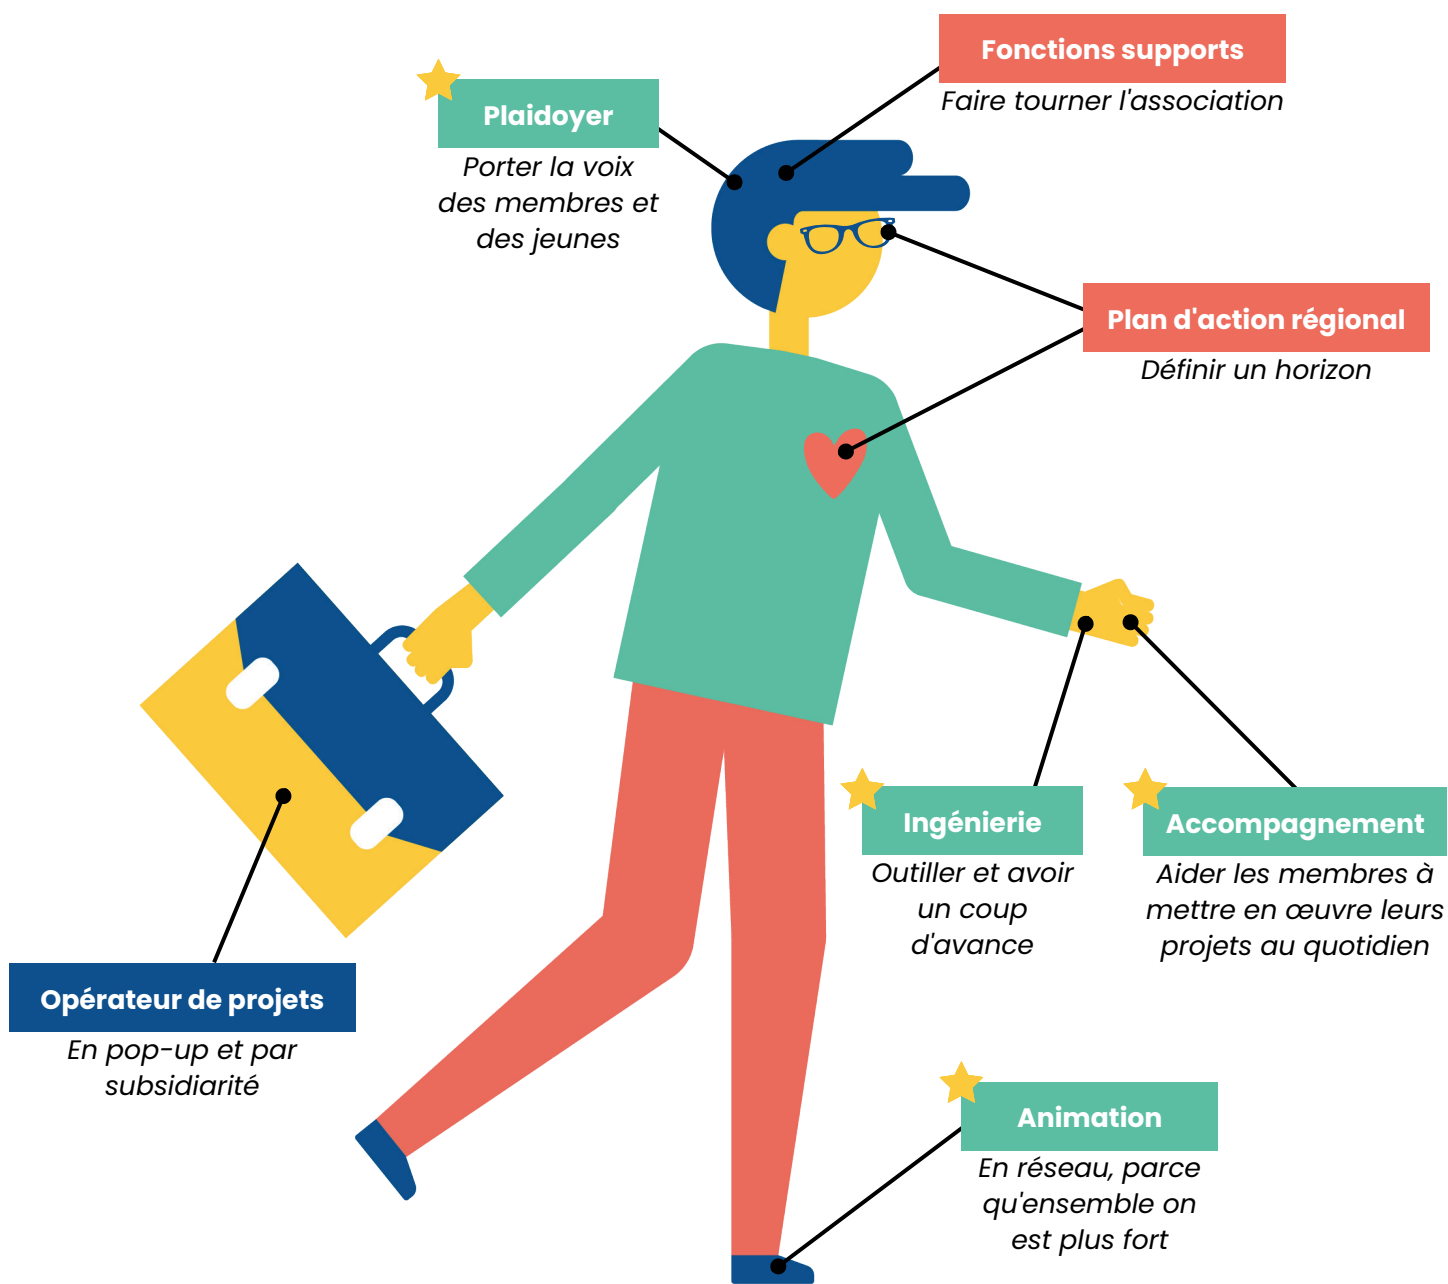 Fonctions supports
Faire tourner l'association
Plaidoyer
Porter la voix
des membres et
des jeunes
Plan d'action régional
Définir un horizon
Ingénierie
Outiller et avoir
un coup
d'avance
Accompagnement
Aider les membres à
mettre en œuvre leurs
projets au quotidien
Opérateur de projets
En pop-up et par
subsidiarité
Animation
En réseau, parce
qu'ensemble on
est plus fort